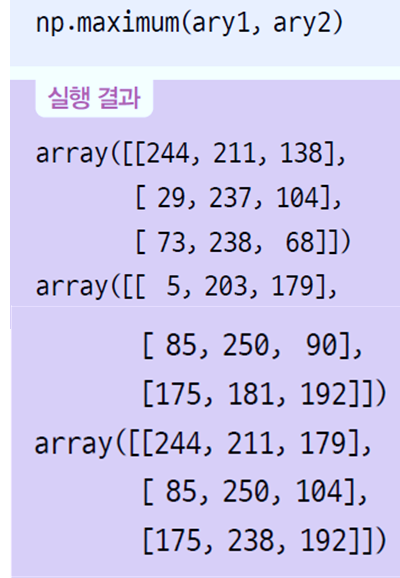 np.maximum(ary1, ary2)
실행 결과
array([[244, 211, 138],
[ 29, 237, 104],
[ 73, 238, 68]])
array([[ 5, 203, 179],
[ 85, 250, 90],
[175, 181, 192]])
array([[244, 211, 179],
[ 85, 250, 104],
[175, 238, 192]])